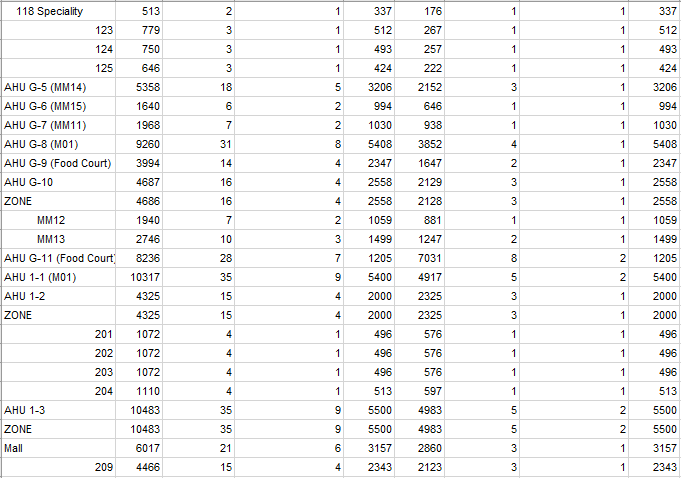 118 Speciality 513 2 1 337 176 1 1 337
123 779 3 1 512 267 1 1 512
124 750 3 1 493 257 1 1 493
125 646 3 1 424 222 1 1 424
AHU G-5 (MM14) 5358 18 5 3206 2152 3 1 3206
AHU G-6 (MM15) 1640 6 2 994 646 1 1 994
AHU G-7 (MM11) 1968 7 2 1030 938 1 1 1030
AHU G-8 (M01) 9260 31 8 5408 3852 4 1 5408
AHU G-9 (Food Court) 3994 14 4 2347 1647 2 1 2347
AHU G-10 4687 16 4 2558 2129 3 1 2558
ZONE 4686 16 4 2558 2128 3 1 2558
MM12 1940 7 2 1059 881 1 1 1059
MM13 2746 10 3 1499 1247 2 1 1499
AHU G-11 (Food Court 8236 28 7 1205 7031 8 2 1205
AHU 1-1 (M01) 10317 35 9 5400 4917 5 2 5400
AHU 1-2 4325 15 4 2000 2325 3 1 2000
ZONE 4325 15 4 2000 2325 3 1 2000
201 1072 4 1 496 576 1 1 496
202 1072 4 1 496 576 1 1 496
203 1072 4 1 496 576 1 1 496
204 1110 4 1 513 597 1 1 513
AHU 1-3 10483 35 9 5500 4983 5 2 5500
ZONE 10483 35 9 5500 4983 5 2 5500
Mall 6017 21 6 3157 2860 3 1 3157
209 4466 15 4 2343 2123 3 1 2343